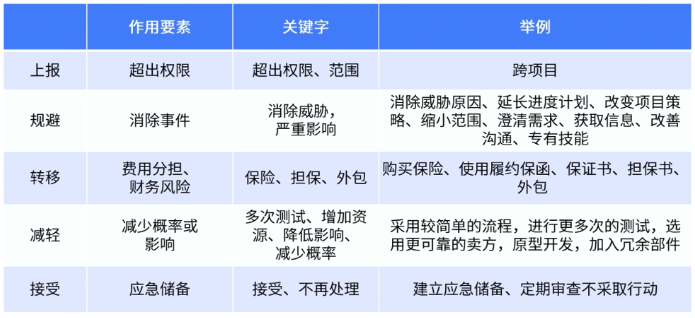 作用要素 关键字 举例
上报 超出权限 超出权限、范围 跨项目
规避 消除事件 消除威胁，
严重影响 消除威胁原因、延长进度计划、改变项目策
略、缩小范围、澄清需求、获取信息、改善
沟通、专有技能
转移 费用分担、
财务风险 保险、担保、外包 购买保险、使用履约保函、保证书、担保书、
外包
减轻 减少概率或
影响 多次测试、增加资
源、降低影响、
减少概率 采用较简单的流程，进行更多次的测试，选
用更可靠的卖方，原型开发，加入冗余部件
接受 应急储备 接受、不再处理 建立应急储备、定期审查不采取行动